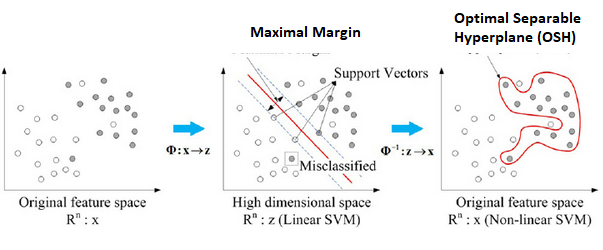 Maximal Margin
Optimal Separable
Hyperplane (OSH)
Support Vectors
Φ:x→z
Φ⁻¹:z→x
Misclassified
Original feature space
Rⁿ : x
High dimensional space
Rⁿ : z (Linear SVM)
Original feature space
Rⁿ : x (Non-linear SVM)